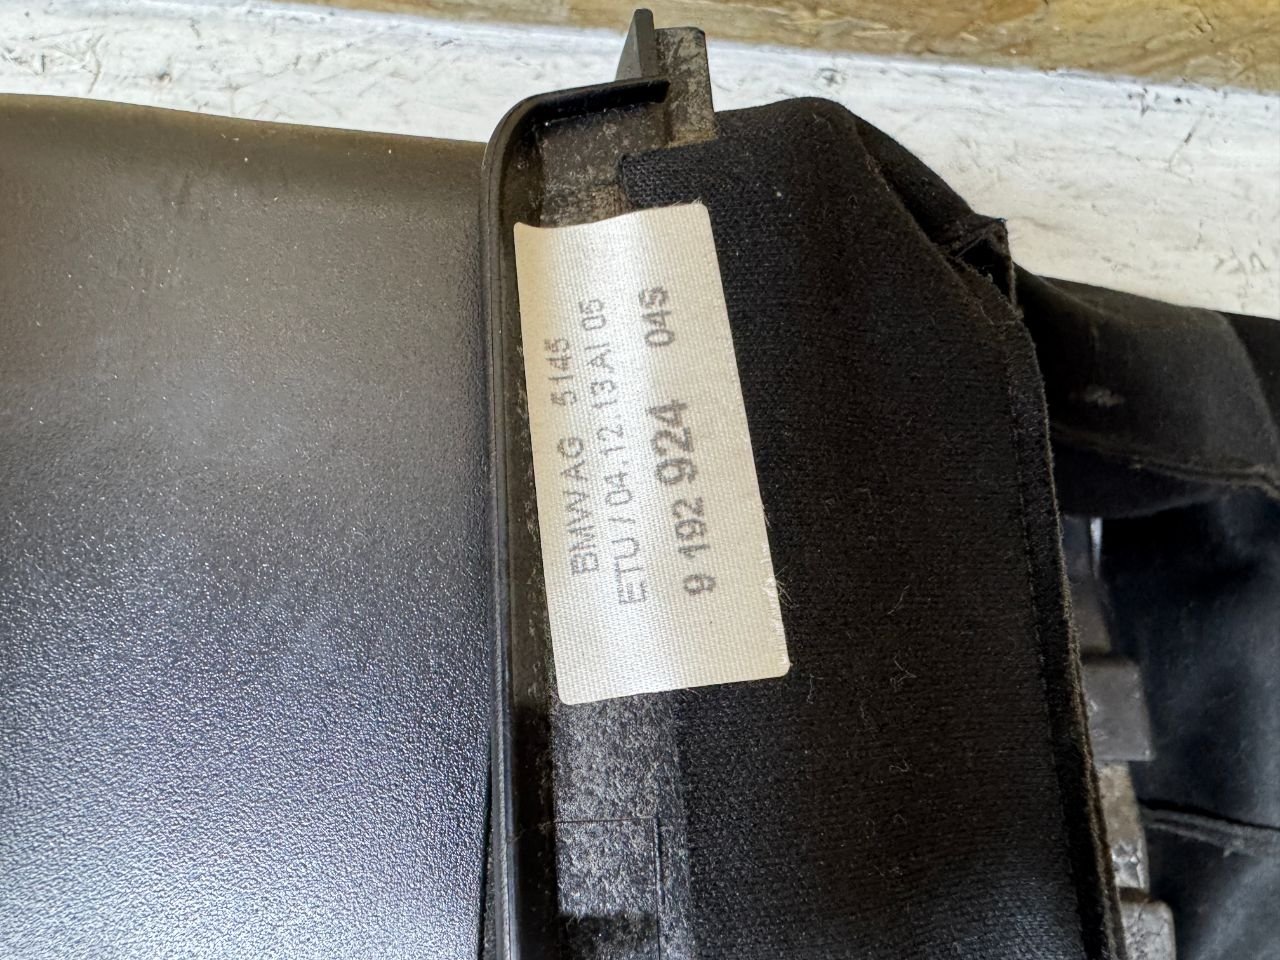 BMWAG 5145
ETU / 04.12.13 AI 05
9 192 924 04S